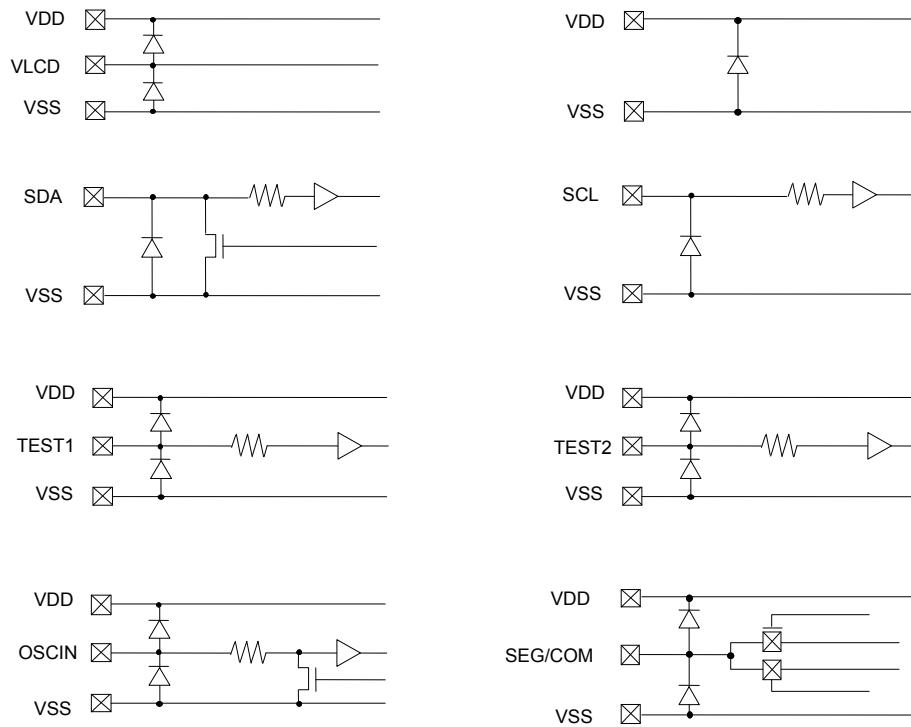 VDD
VLCD
VSS
VDD
VSS
SDA
VSS
SCL
VSS
VDD
TEST1
VSS
VDD
TEST2
VSS
VDD
OSCIN
VSS
VDD
SEG/COM
VSS